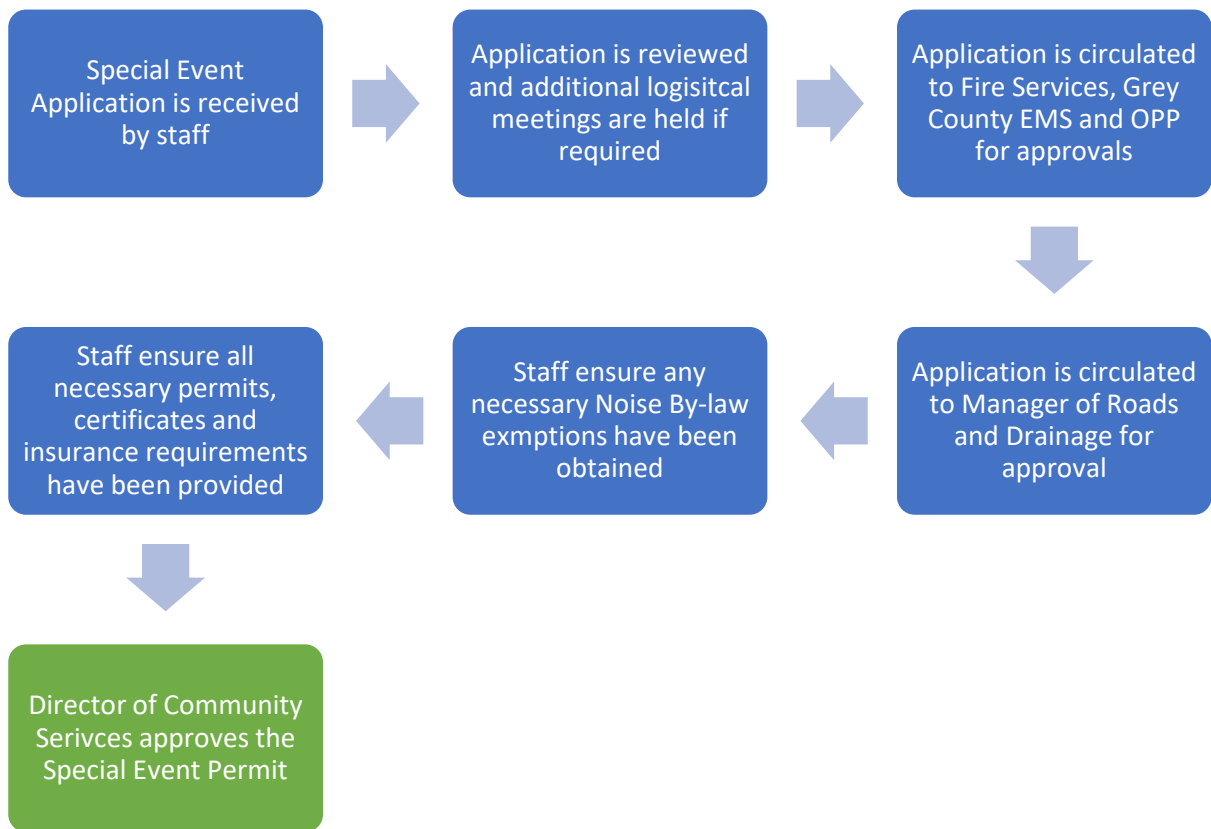 Special Event
Application is received
by staff
Application is reviewed
and additional logisitcal
meetings are held if
required
Application is circulated
to Fire Services, Grey
County EMS and OPP
for approvals
Application is circulated
to Manager of Roads
and Drainage for
approval
Staff ensure any
necessary Noise By-law
exmptions have been
obtained
Staff ensure all
necessary permits,
certificates and
insurance requirements
have been provided
Director of Community
Serivces approves the
Special Event Permit